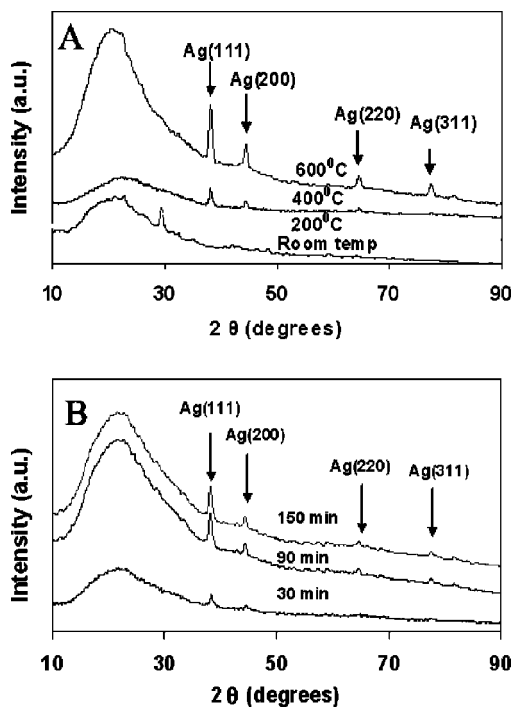 A
Ag(111)
Ag(200)
Ag(220)
Ag(311)
600⁰C
400⁰C
200⁰C
Room temp
Intensity (a.u.)
10 30 50 70 90
2 θ (degrees)
B
Ag(111)
Ag(200)
Ag(220)
Ag(311)
150 min
90 min
30 min
Intensity (a.u.)
10 30 50 70 90
2 θ (degrees)